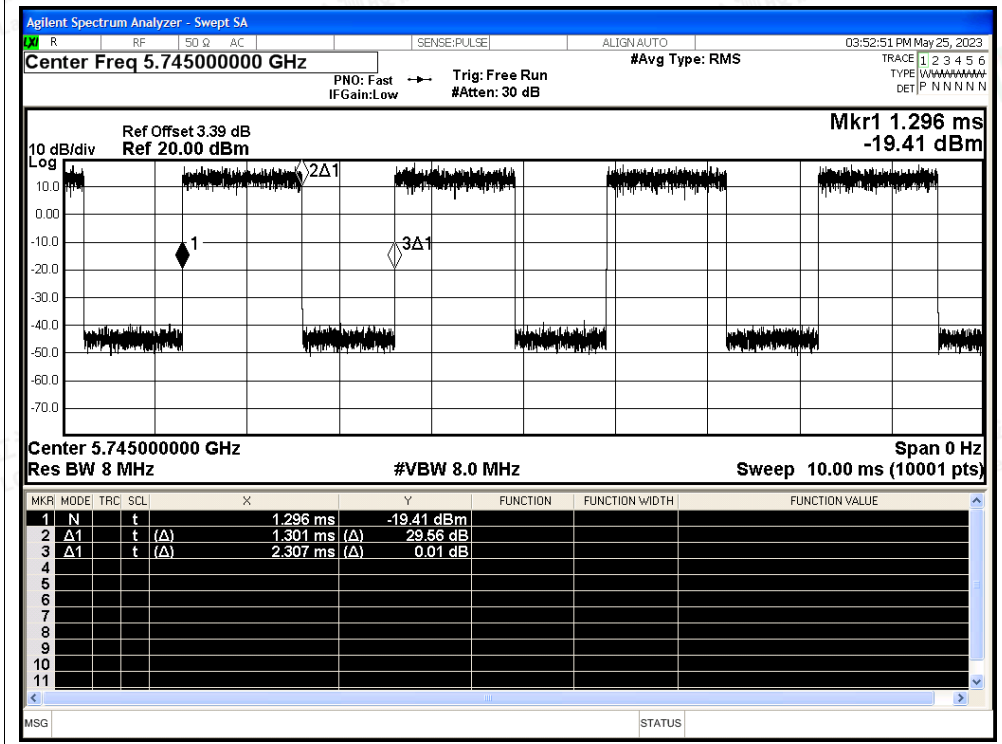 Agilent Spectrum Analyzer - Swept SA
LXI R RF 50 Ω AC SENSE:PULSE ALIGN AUTO 03:52:51 PM May 25, 2023
Center Freq 5.745000000 GHz
#Avg Type: RMS
TRACE 1 2 3 4 5 6
PNO: Fast Trig: Free Run
TYPE
IFGain:Low #Atten: 30 dB
DET P N N N N N
Mkr1 1.296 ms
Ref Offset 3.39 dB
10 dB/div Ref 20.00 dBm
-19.41 dBm
Log
2Δ1
10.0
0.00
-10.0
1
3Δ1
-20.0
-30.0
-40.0
-50.0
-60.0
-70.0
Center 5.745000000 GHz Span 0 Hz
Res BW 8 MHz #VBW 8.0 MHz Sweep 10.00 ms (10001 pts)
MKR MODE TRC SCL X Y FUNCTION FUNCTION WIDTH FUNCTION VALUE
1 N t 1.296 ms -19.41 dBm
2 Δ1 t (Δ) 1.301 ms (Δ) 29.56 dB
3 Δ1 t (Δ) 2.307 ms (Δ) 0.01 dB
4
5
6
7
8
9
10
11
MSG STATUS